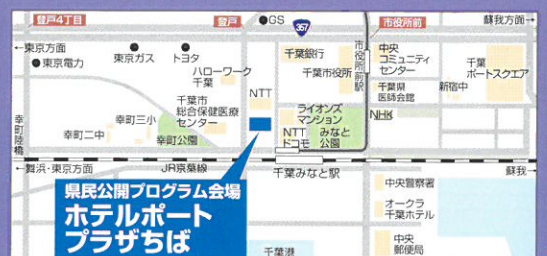 登戸4丁目
登戸
●GS
357
市役所前
蘇我方面→
←東京方面
●東京電力
東京ガス
トヨタ
ハローワーク
千葉
NTT
千葉銀行
千葉市役所
市役所前駅
中央
コミュニティ
センター
千葉県
医師会館
新宿中
千葉
ポートスクエア
千葉市
総合保健医療
センター
幸町三小
幸町二中
幸町公園
幸町陸橋
ライオンズ
マンション
NTT
ドコモ
みなと
公園
NHK
←舞浜・東京方面
JR京葉線
千葉みなと駅
蘇我→
県民公開プログラム会場
ホテルポート
プラザちば
中央警察署
オークラ
千葉ホテル
中央
郵便局
千葉港